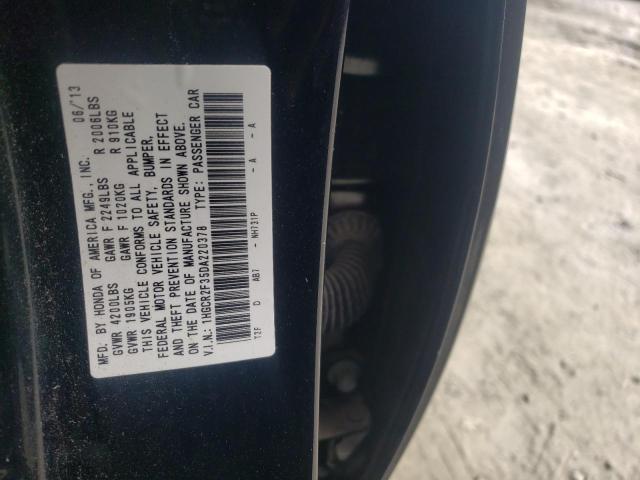 MFD. BY HONDA OF AMERICA MFG., INC. 06/'13
GVWR 4200LBS GAWR F 2249LBS R 2006LBS
GVWR 1905KG GAWR F 1020KG R 910KG
THIS VEHICLE CONFORMS TO ALL APPLICABLE
FEDERAL MOTOR VEHICLE SAFETY, BUMPER,
AND THEFT PREVENTION STANDARDS IN EFFECT
ON THE DATE OF MANUFACTURE SHOWN ABOVE.
V.I.N.: 1HGCR2F35DA220378 TYPE: PASSENGER CAR
T2F D AB7 - NH731P - A - A